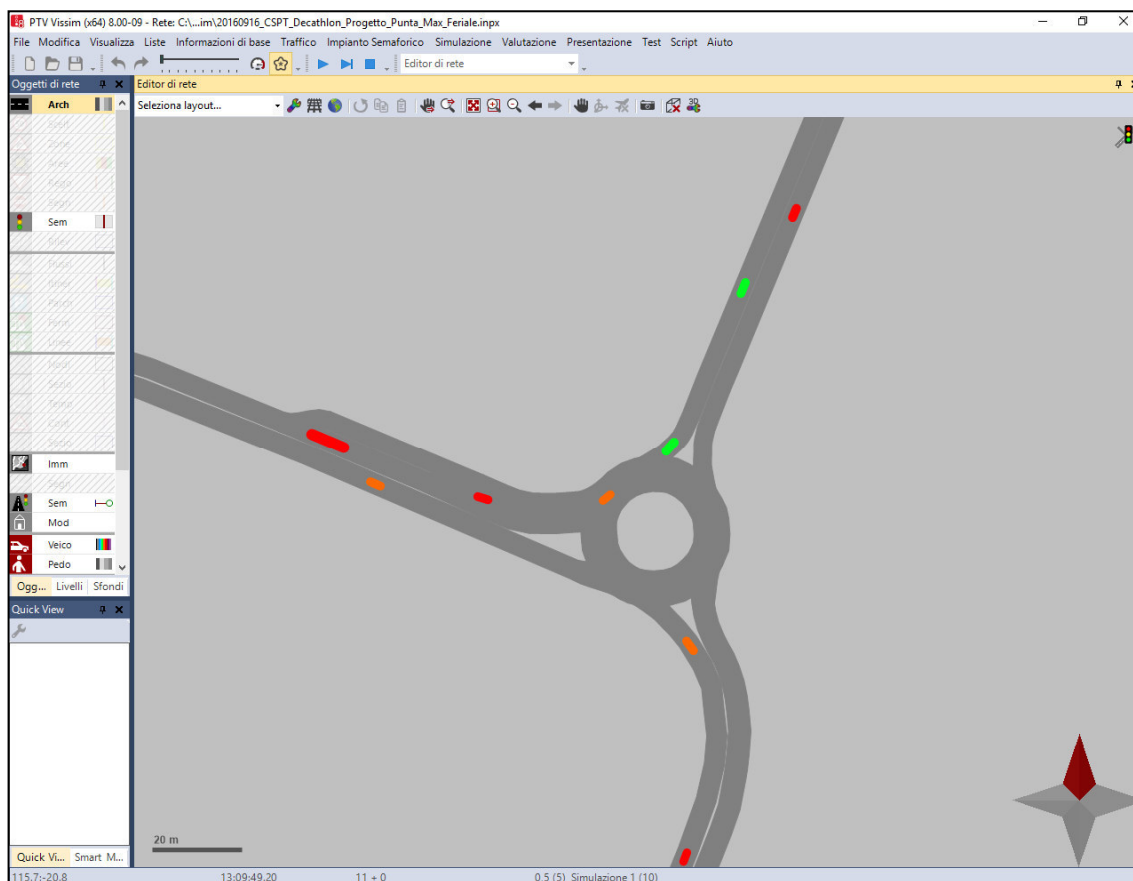 PTV Vissim (x64) 8.00-09 - Rete: C:\...im\20160916_CSPT_Decathlon_Progetto_Punta_Max_Feriale.inpx
File Modifica Visualizza Liste Informazioni di base Traffico Impianto Semaforico Simulazione Valutazione Presentazione Test Script Aiuto
Editor di rete
Oggetti di rete
Editor di rete
Arch
Seleziona layout...
3D
Sem
Imm
Sem
Mod
Veico
Pedo
Ogg... Livelli Sfondi
Quick View
20 m
Quick Vi... Smart M...
115.7:-20.8 13:09:49.20 11 + 0 0.5 (5) Simulazione 1 (10)